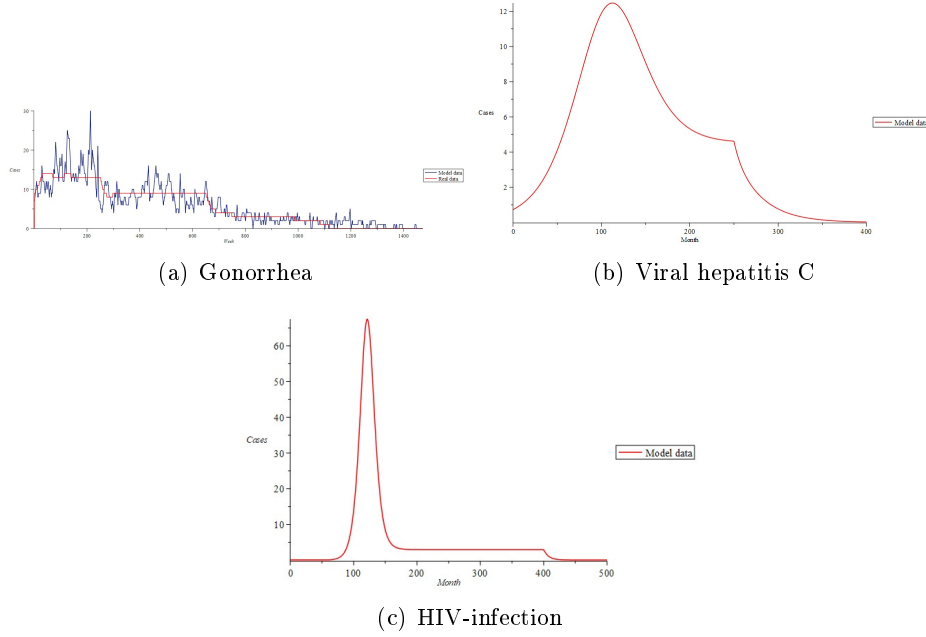 30
20
Cases
10
0
200
400
600
800
1000
1200
1400
Week
Model data
Real data
(a) Gonorrhea
12
10
8
Cases
6
4
2
0
100
200
300
400
Month
Model data
(b) Viral hepatitis C
60
50
40
Cases
30
20
10
0
100
200
300
400
500
Month
Model data
(c) HIV-infection